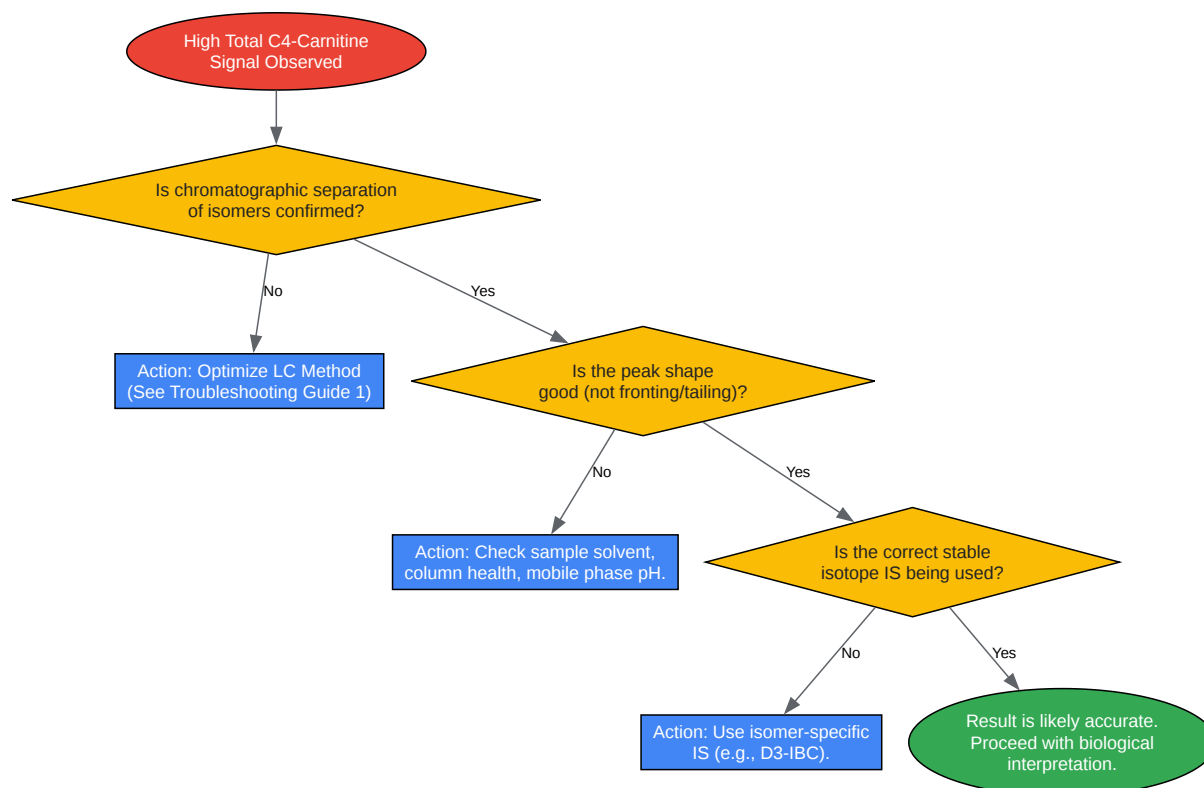 High Total C4-Carnitine
Signal Observed
Is chromatographic separation
of isomers confirmed?
No
Yes
Action: Optimize LC Method
(See Troubleshooting Guide 1)
Is the peak shape
good (not fronting/tailing)?
No
Yes
Action: Check sample solvent,
column health, mobile phase pH.
Is the correct stable
isotope IS being used?
No
Yes
Action: Use isomer-specific
IS (e.g., D3-IBC).
Result is likely accurate.
Proceed with biological
interpretation.